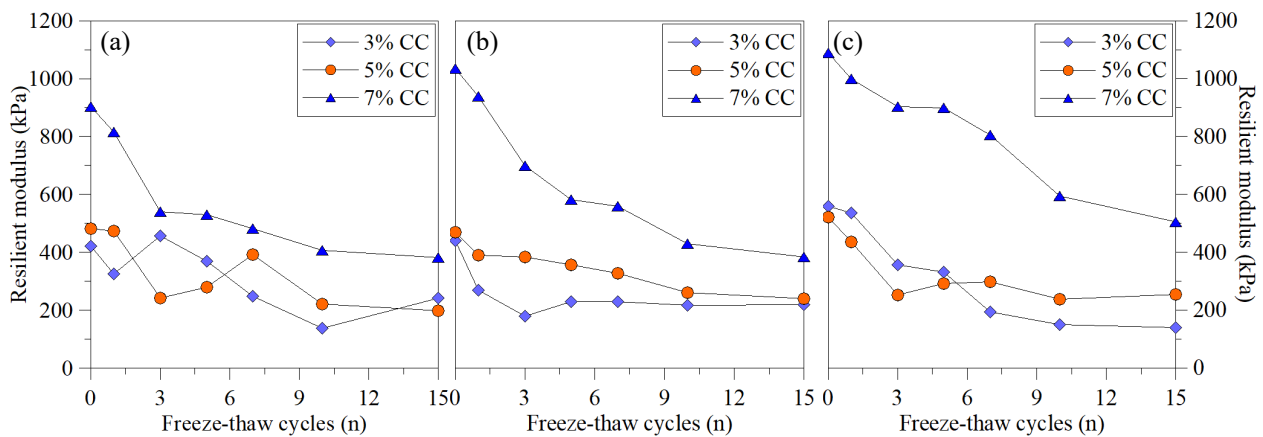 1200
1000
800
600
400
200
0
Resilient modulus (kPa)
(a)
3% CC
5% CC
7% CC
0
3
6
9
12
15
Freeze-thaw cycles (n)
(b)
3% CC
5% CC
7% CC
0
3
6
9
12
15
Freeze-thaw cycles (n)
(c)
3% CC
5% CC
7% CC
0
3
6
9
12
15
Freeze-thaw cycles (n)
1200
1000
800
600
400
200
0
Resilient modulus (kPa)